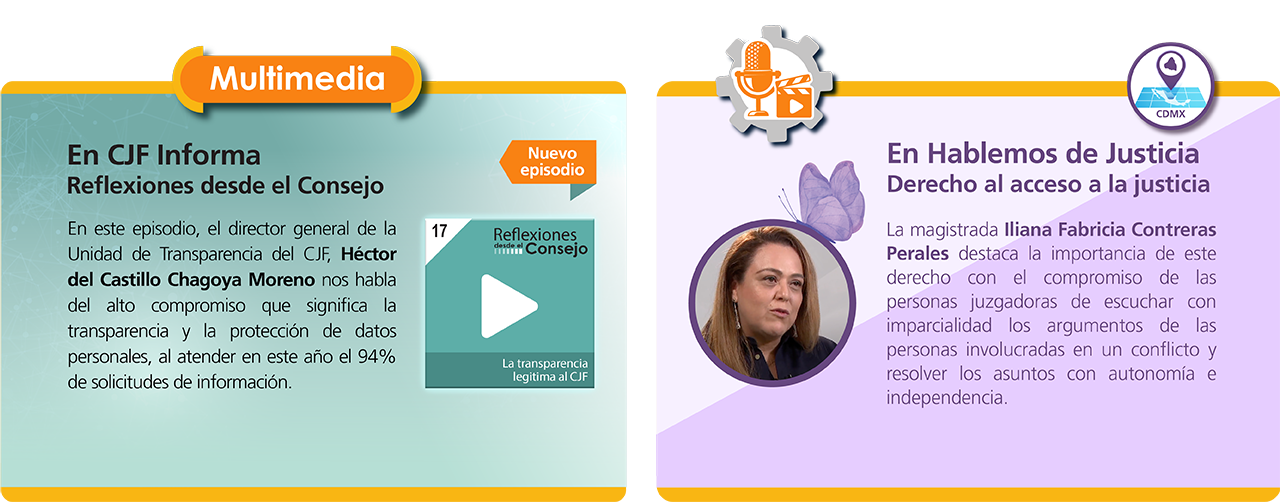 Multimedia
En CJF Informa
Reflexiones desde el Consejo
Nuevo
episodio
En este episodio, el director general de la
Unidad de Transparencia del CJF, Héctor
del Castillo Chagoya Moreno nos habla
del alto compromiso que significa la
transparencia y la protección de datos
personales, al atender en este año el 94%
de solicitudes de información.
17
Reflexiones
desde el
Consejo
La transparencia
legitima al CJF
CDMX
En Hablemos de Justicia
Derecho al acceso a la justicia
La magistrada Iliana Fabricia Contreras
Perales destaca la importancia de este
derecho con el compromiso de las
personas juzgadoras de escuchar con
imparcialidad los argumentos de las
personas involucradas en un conflicto y
resolver los asuntos con autonomía e
independencia.